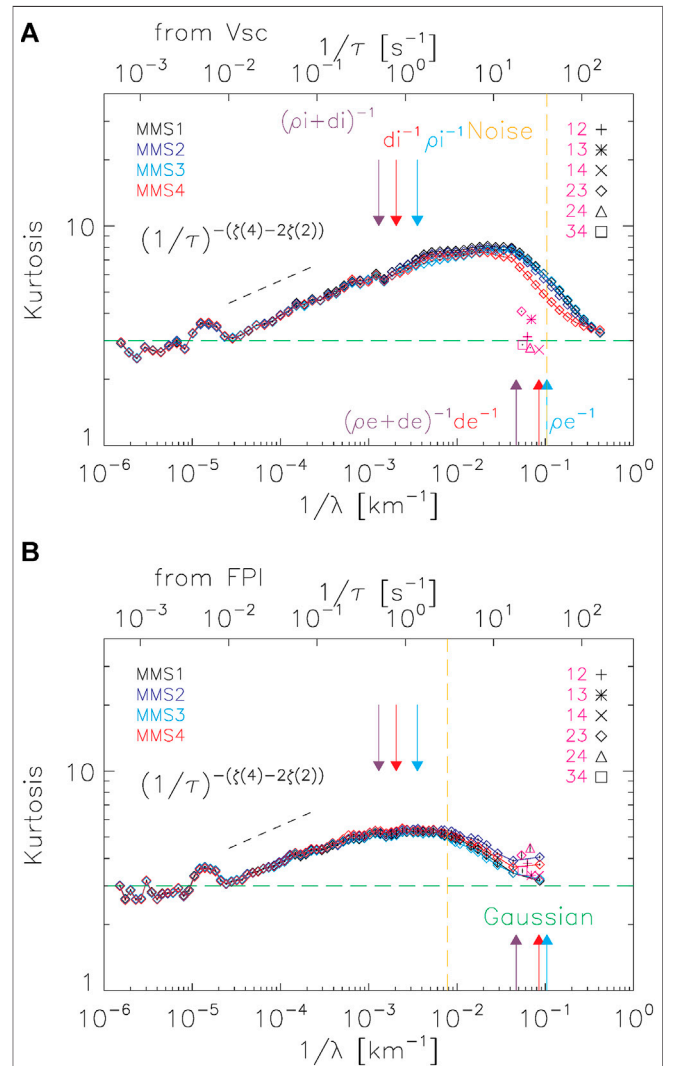 A
from Vsc
1/τ [s⁻¹]
10⁻³ 10⁻² 10⁻¹ 10⁰ 10¹ 10²
(ρi+di)⁻¹
di⁻¹ ρi⁻¹ Noise
MMS1
MMS2
MMS3
MMS4
12 +
13 ∗
14 ×
23 ◇
24 △
34 □
(1/τ)⁻(ζ(4)−2ζ(2))
Kurtosis
10
1
(ρe+de)⁻¹ de⁻¹ ρe⁻¹
10⁻⁶ 10⁻⁵ 10⁻⁴ 10⁻³ 10⁻² 10⁻¹ 10⁰
1/λ [km⁻¹]
B
from FPI
1/τ [s⁻¹]
10⁻³ 10⁻² 10⁻¹ 10⁰ 10¹ 10²
MMS1
MMS2
MMS3
MMS4
12 +
13 ∗
14 ×
23 ◇
24 △
34 □
(1/τ)⁻(ζ(4)−2ζ(2))
Kurtosis
10
1
Gaussian
10⁻⁶ 10⁻⁵ 10⁻⁴ 10⁻³ 10⁻² 10⁻¹ 10⁰
1/λ [km⁻¹]